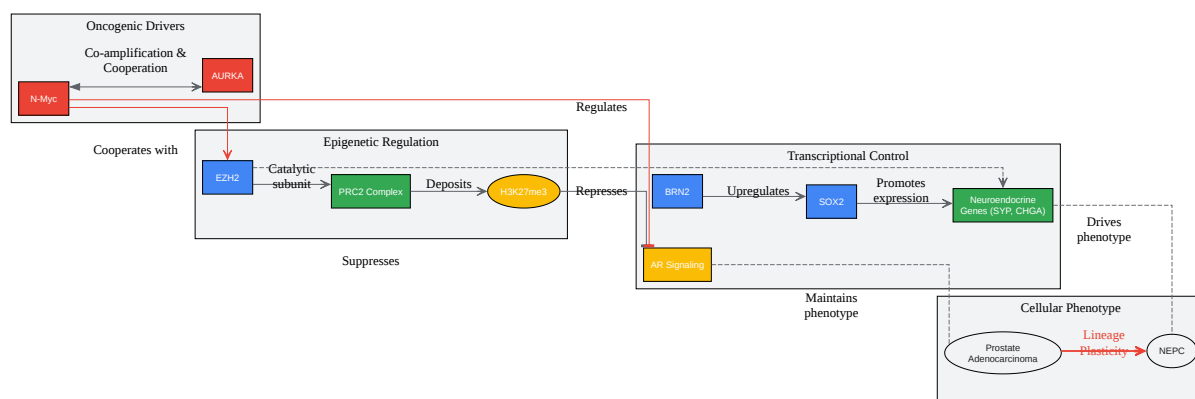 Oncogenic Drivers
Co-amplification &
Cooperation
AURKA
N-Myc
Regulates
Cooperates with
Epigenetic Regulation
EZH2
Catalytic
subunit
PRC2 Complex
Deposits
H3K27me3
Represses
Suppresses
Transcriptional Control
BRN2
Upregulates
SOX2
Promotes
expression
Neuroendocrine
Genes (SYP, CHGA)
AR Signaling
Drives
phenotype
Maintains
phenotype
Cellular Phenotype
Prostate
Adenocarcinoma
Lineage
Plasticity
NEPC